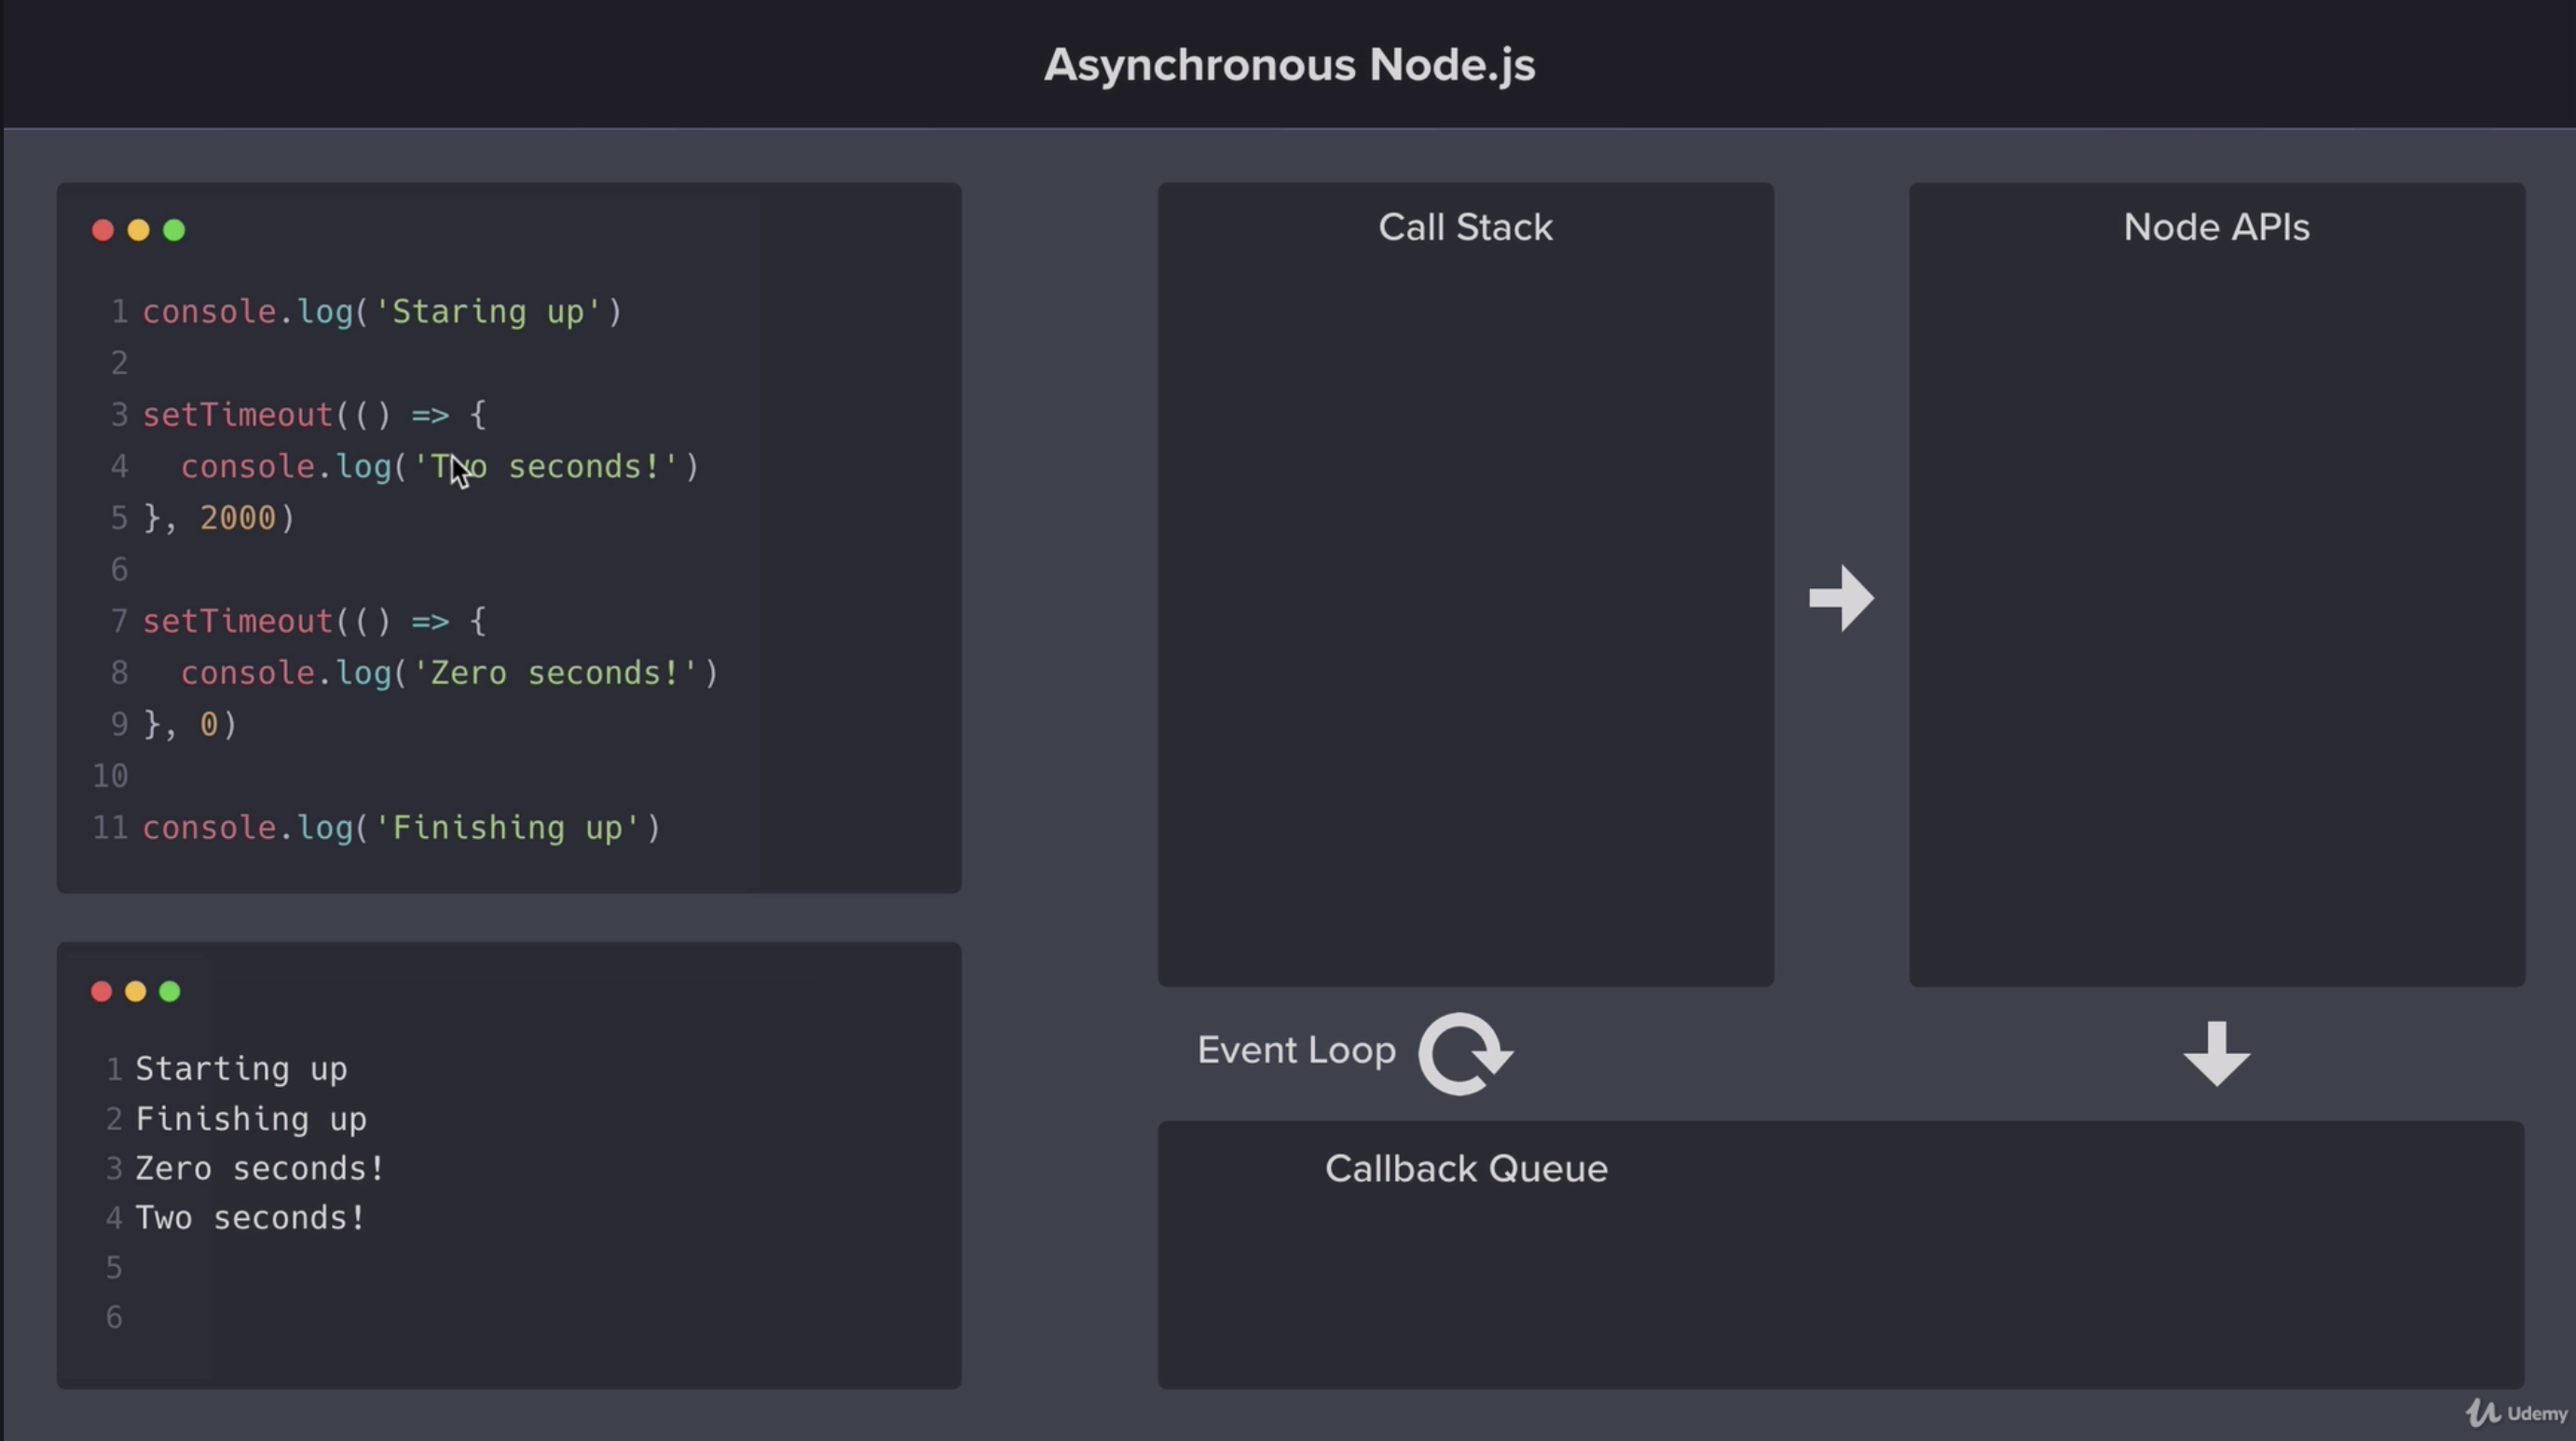 Asynchronous Node.js
1 console.log('Staring up')
2
3 setTimeout(() => {
4   console.log('Two seconds!')
5 }, 2000)
6
7 setTimeout(() => {
8   console.log('Zero seconds!')
9 }, 0)
10
11 console.log('Finishing up')
1 Starting up
2 Finishing up
3 Zero seconds!
4 Two seconds!
5
6
Call Stack
Node APIs
Event Loop
Callback Queue
Udemy